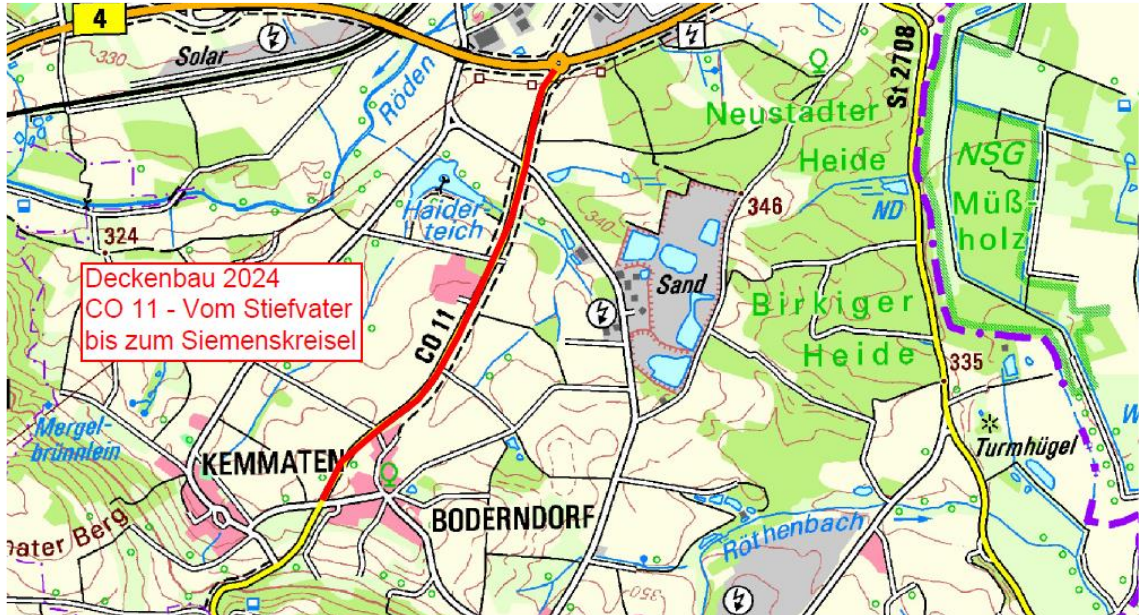 4
330
Solar
Röden
St 2708
Neustadter
Heide
NSG
Müß-
holz
ND
346
340
Haider
teich
324
Deckenbau 2024
CO 11 - Vom Stiefvater
bis zum Siemenskreisel
CO 11
Sand
Birkiger
Heide
335
Turmhügel
Mergel-
brünnlein
KEMMATEN
BODERNDORF
nater Berg
Röthenbach
350
W